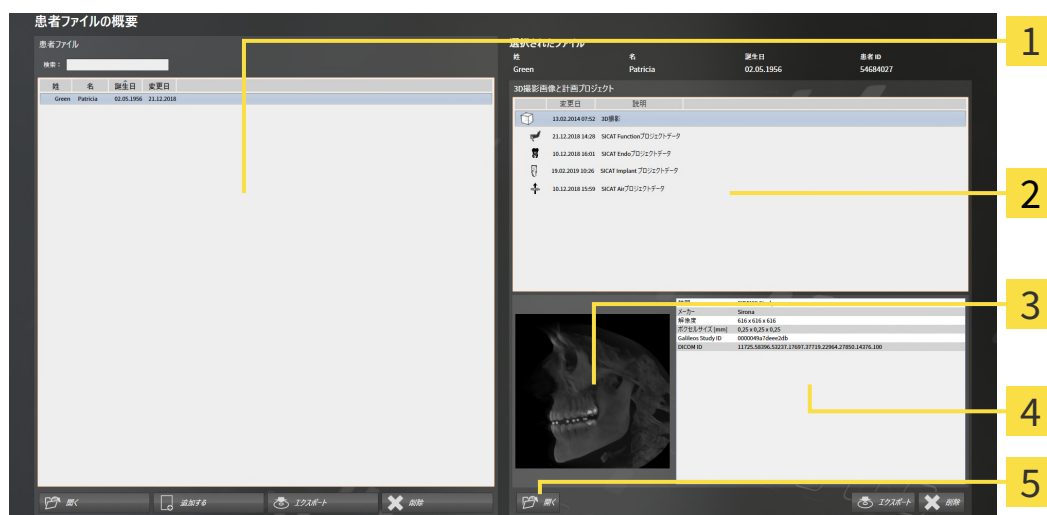 患者ファイルの概要
患者ファイル
検索：
姓 名 誕生日 変更日
Green Patricia 02.05.1956 21.12.2018
開く 追加する エクスポート 削除
選択されたファイル
姓 名 誕生日 患者 ID
Green Patricia 02.05.1956 54684027
3D撮影画像と計画プロジェクト
変更日 説明
13.02.2014 07:52 3D撮影
21.12.2018 14:28 SICAT Functionプロジェクトデータ
10.12.2018 16:01 SICAT Endoプロジェクトデータ
19.02.2019 10:26 SICAT Implant プロジェクトデータ
10.12.2018 15:59 SICAT Airプロジェクトデータ
メーカー Sirona
解像度 616 x 616 x 616
ボクセルサイズ [mm] 0,25 x 0,25 x 0,25
Galileos Study ID 0000049a7deee2db
DICOM ID 11725.58396.53237.17697.37719.22964.27850.14376.100
開く エクスポート 削除
1
2
3
4
5